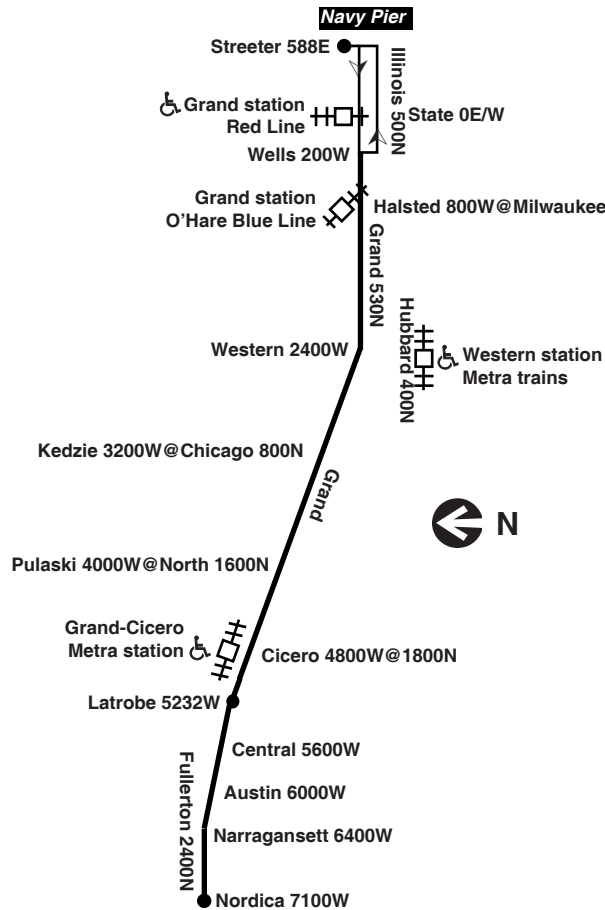 Navy Pier
Streeter 588E
Illinois 500N
Grand station
Red Line
State 0E/W
Wells 200W
Grand station
O'Hare Blue Line
Halsted 800W@Milwaukee
Grand 530N
Hubbard 400N
Western 2400W
Western station
Metra trains
Kedzie 3200W@Chicago 800N
Grand
N
Pulaski 4000W@North 1600N
Grand-Cicero
Metra station
Cicero 4800W@1800N
Latrobe 5232W
Central 5600W
Fullerton 2400N
Austin 6000W
Narragansett 6400W
Nordica 7100W